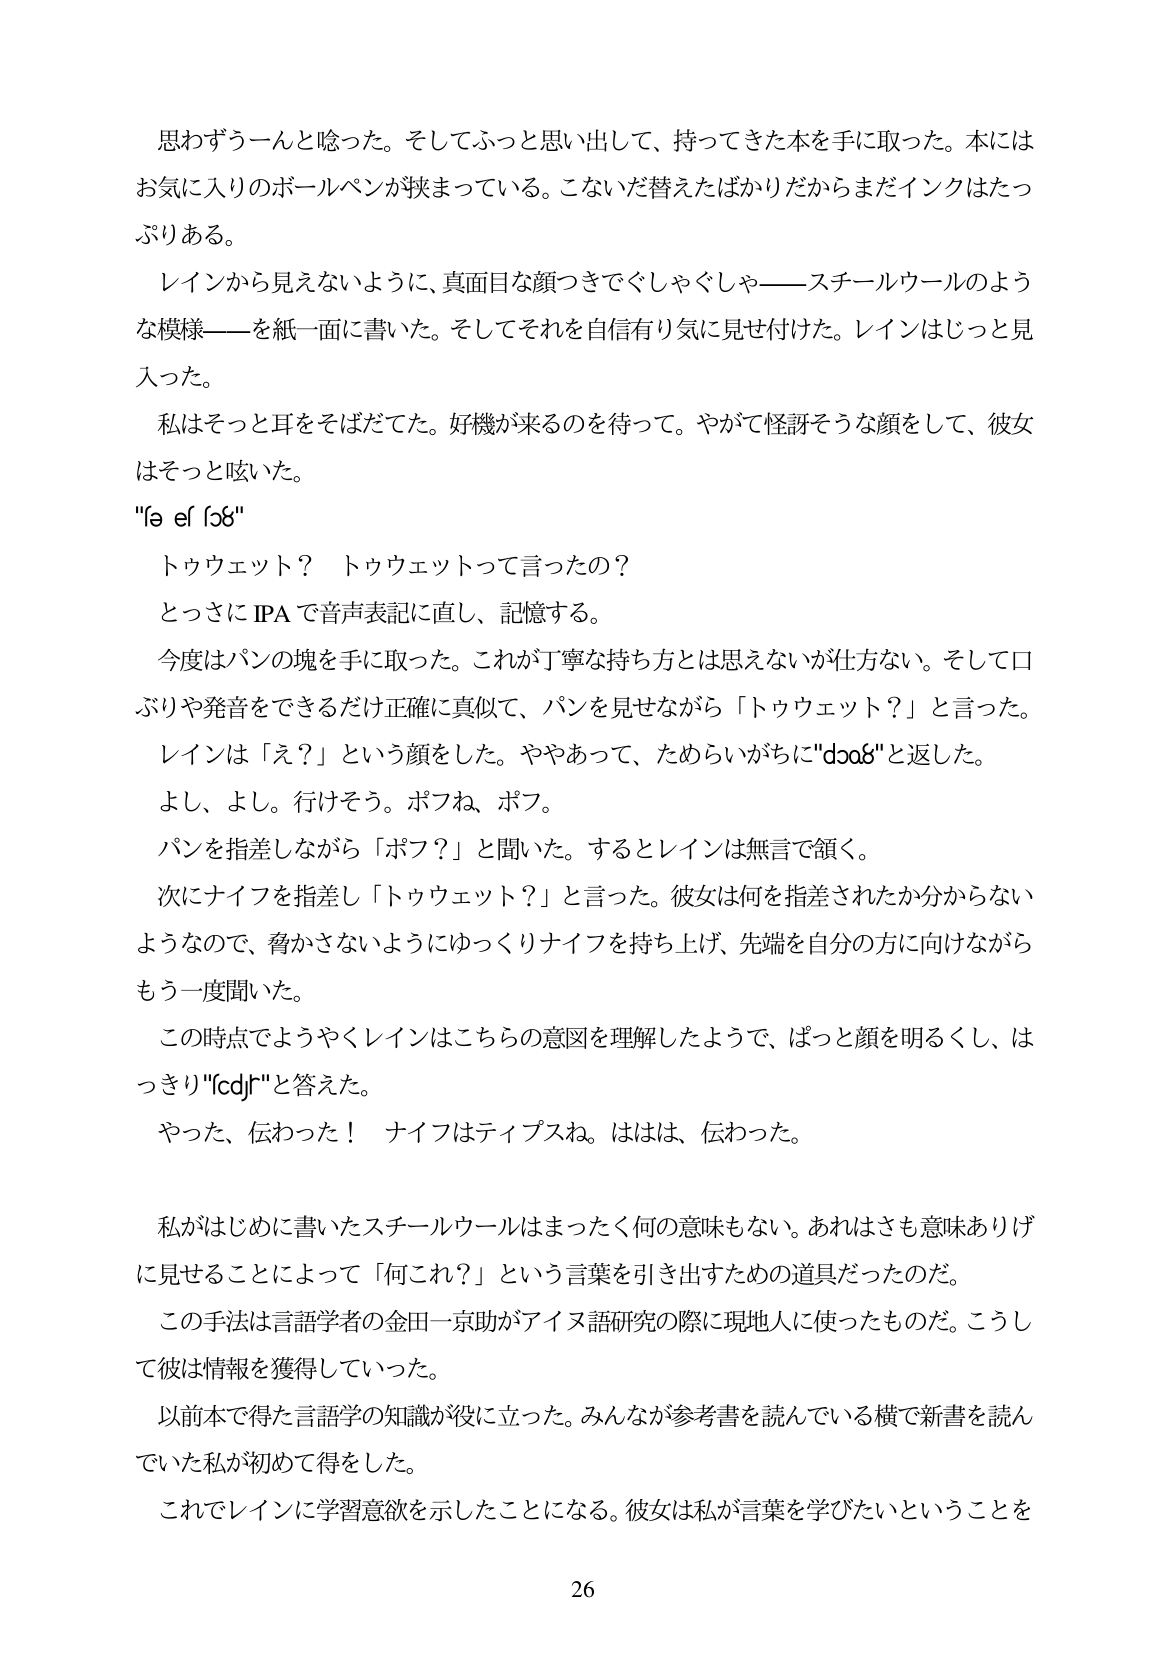 思わずうーんと唸った。そしてふっと思い出して、持ってきた本を手に取った。本には
お気に入りのボールペンが挟まっている。こないだ替えたばかりだからまだインクはたっ
ぷりある。
レインから見えないように、真面目な顔つきでぐしゃぐしゃ――スチールウールのよう
な模様――を紙一面に書いた。そしてそれを自信有り気に見せ付けた。レインはじっと見
入った。
私はそっと耳をそばだてた。好機が来るのを待って。やがて怪訝そうな顔をして、彼女
はそっと呟いた。
トゥウェット？　トゥウェットって言ったの？
とっさに IPA で音声表記に直し、記憶する。
今度はパンの塊を手に取った。これが丁寧な持ち方とは思えないが仕方ない。そして口
ぶりや発音をできるだけ正確に真似て、パンを見せながら「トゥウェット？」と言った。
レインは「え？」という顔をした。ややあって、ためらいがちに""と返した。
よし、よし。行けそう。ポフね、ポフ。
パンを指差しながら「ポフ？」と聞いた。するとレインは無言で頷く。
次にナイフを指差し「トゥウェット？」と言った。彼女は何を指差されたか分からない
ようなので、脅かさないようにゆっくりナイフを持ち上げ、先端を自分の方に向けながら
もう一度聞いた。
この時点でようやくレインはこちらの意図を理解したようで、ぱっと顔を明るくし、は
っきり""と答えた。
やった、伝わった！　ナイフはティプスね。ははは、伝わった。
私がはじめに書いたスチールウールはまったく何の意味もない。あれはさも意味ありげ
に見せることによって「何これ？」という言葉を引き出すための道具だったのだ。
この手法は言語学者の金田一京助がアイヌ語研究の際に現地人に使ったものだ。こうし
て彼は情報を獲得していった。
以前本で得た言語学の知識が役に立った。みんなが参考書を読んでいる横で新書を読ん
でいた私が初めて得をした。
これでレインに学習意欲を示したことになる。彼女は私が言葉を学びたいということを
26